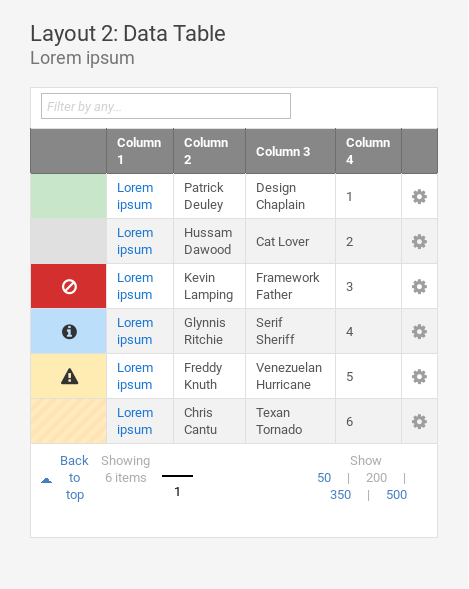 Layout 2: Data Table
Lorem ipsum
Filter by any...
Column 1 Column 2 Column 3 Column 4
Lorem ipsum Patrick Deuley Design Chaplain 1
Lorem ipsum Hussam Dawood Cat Lover 2
Lorem ipsum Kevin Lamping Framework Father 3
Lorem ipsum Glynnis Ritchie Serif Sheriff 4
Lorem ipsum Freddy Knuth Venezuelan Hurricane 5
Lorem ipsum Chris Cantu Texan Tornado 6
Back to top
Showing 6 items
1
Show
50 | 200 |
350 | 500